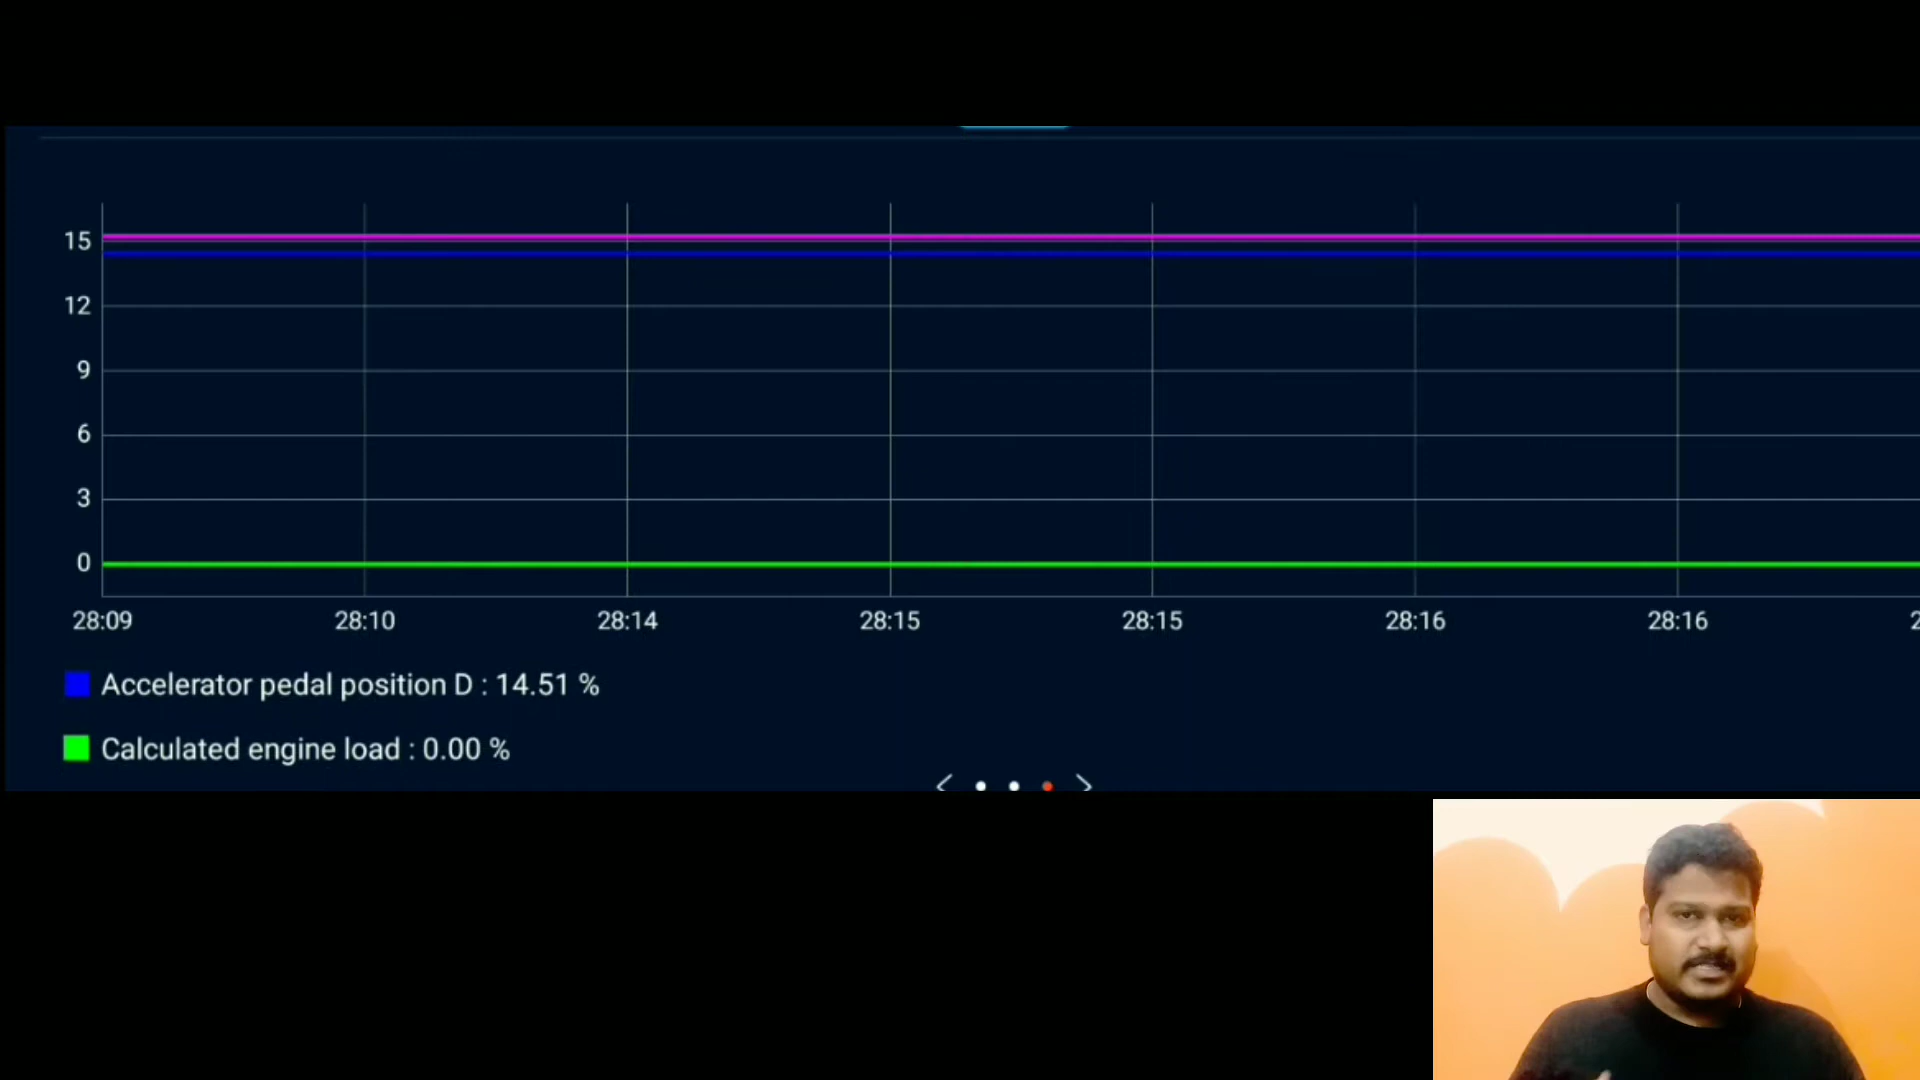 15
12
9
6
3
0
28:09 28:10 28:14 28:15 28:15 28:16 28:16
Accelerator pedal position D : 14.51 %
Calculated engine load : 0.00 %